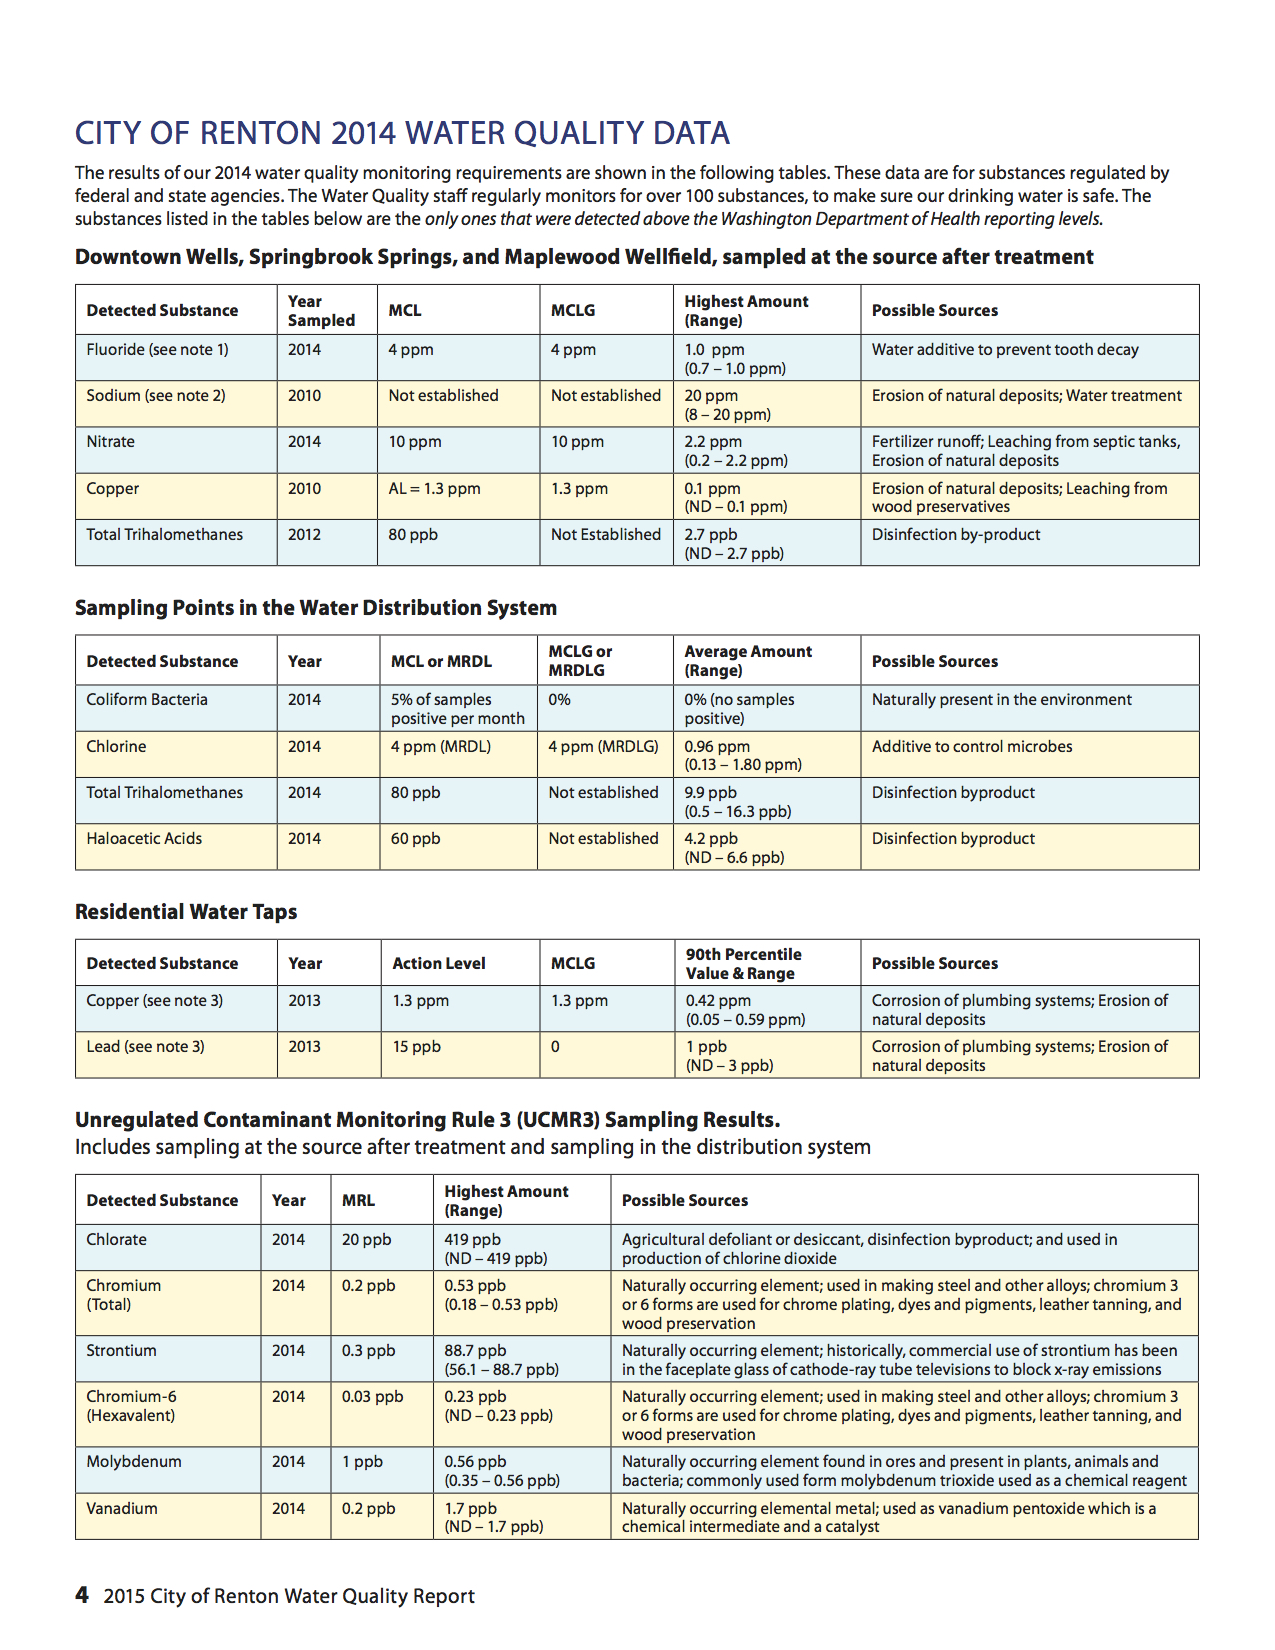 CITY OF RENTON 2014 WATER QUALITY DATA
The results of our 2014 water quality monitoring requirements are shown in the following tables. These data are for substances regulated by
federal and state agencies. The Water Quality staff regularly monitors for over 100 substances, to make sure our drinking water is safe. The
substances listed in the tables below are the only ones that were detected above the Washington Department of Health reporting levels.
Downtown Wells, Springbrook Springs, and Maplewood Wellfield, sampled at the source after treatment
Detected Substance Year Sampled MCL MCLG Highest Amount (Range) Possible Sources
Fluoride (see note 1) 2014 4 ppm 4 ppm 1.0 ppm Water additive to prevent tooth decay
(0.7 – 1.0 ppm)
Sodium (see note 2) 2010 Not established Not established 20 ppm Erosion of natural deposits; Water treatment
(8 – 20 ppm)
Nitrate 2014 10 ppm 10 ppm 2.2 ppm Fertilizer runoff; Leaching from septic tanks,
(0.2 – 2.2 ppm) Erosion of natural deposits
Copper 2010 AL = 1.3 ppm 1.3 ppm 0.1 ppm Erosion of natural deposits; Leaching from
(ND – 0.1 ppm) wood preservatives
Total Trihalomethanes 2012 80 ppb Not Established 2.7 ppb Disinfection by-product
(ND – 2.7 ppb)
Sampling Points in the Water Distribution System
Detected Substance Year MCL or MRDL MCLG or MRDLG Average Amount (Range) Possible Sources
Coliform Bacteria 2014 5% of samples 0% 0% (no samples Naturally present in the environment
positive per month positive)
Chlorine 2014 4 ppm (MRDL) 4 ppm (MRDLG) 0.96 ppm Additive to control microbes
(0.13 – 1.80 ppm)
Total Trihalomethanes 2014 80 ppb Not established 9.9 ppb Disinfection byproduct
(0.5 – 16.3 ppb)
Haloacetic Acids 2014 60 ppb Not established 4.2 ppb Disinfection byproduct
(ND – 6.6 ppb)
Residential Water Taps
Detected Substance Year Action Level MCLG 90th Percentile Value & Range Possible Sources
Copper (see note 3) 2013 1.3 ppm 1.3 ppm 0.42 ppm Corrosion of plumbing systems; Erosion of
(0.05 – 0.59 ppm) natural deposits
Lead (see note 3) 2013 15 ppb 0 1 ppb Corrosion of plumbing systems; Erosion of
(ND – 3 ppb) natural deposits
Unregulated Contaminant Monitoring Rule 3 (UCMR3) Sampling Results.
Includes sampling at the source after treatment and sampling in the distribution system
Detected Substance Year MRL Highest Amount (Range) Possible Sources
Chlorate 2014 20 ppb 419 ppb Agricultural defoliant or desiccant, disinfection byproduct; and used in
(ND – 419 ppb) production of chlorine dioxide
Chromium 2014 0.2 ppb 0.53 ppb Naturally occurring element; used in making steel and other alloys; chromium 3
(Total) (0.18 – 0.53 ppb) or 6 forms are used for chrome plating, dyes and pigments, leather tanning, and
wood preservation
Strontium 2014 0.3 ppb 88.7 ppb Naturally occurring element; historically, commercial use of strontium has been
(56.1 – 88.7 ppb) in the faceplate glass of cathode-ray tube televisions to block x-ray emissions
Chromium-6 2014 0.03 ppb 0.23 ppb Naturally occurring element; used in making steel and other alloys; chromium 3
(Hexavalent) (ND – 0.23 ppb) or 6 forms are used for chrome plating, dyes and pigments, leather tanning, and
wood preservation
Molybdenum 2014 1 ppb 0.56 ppb Naturally occurring element found in ores and present in plants, animals and
(0.35 – 0.56 ppb) bacteria; commonly used form molybdenum trioxide used as a chemical reagent
Vanadium 2014 0.2 ppb 1.7 ppb Naturally occurring elemental metal; used as vanadium pentoxide which is a
(ND – 1.7 ppb) chemical intermediate and a catalyst
4 2015 City of Renton Water Quality Report